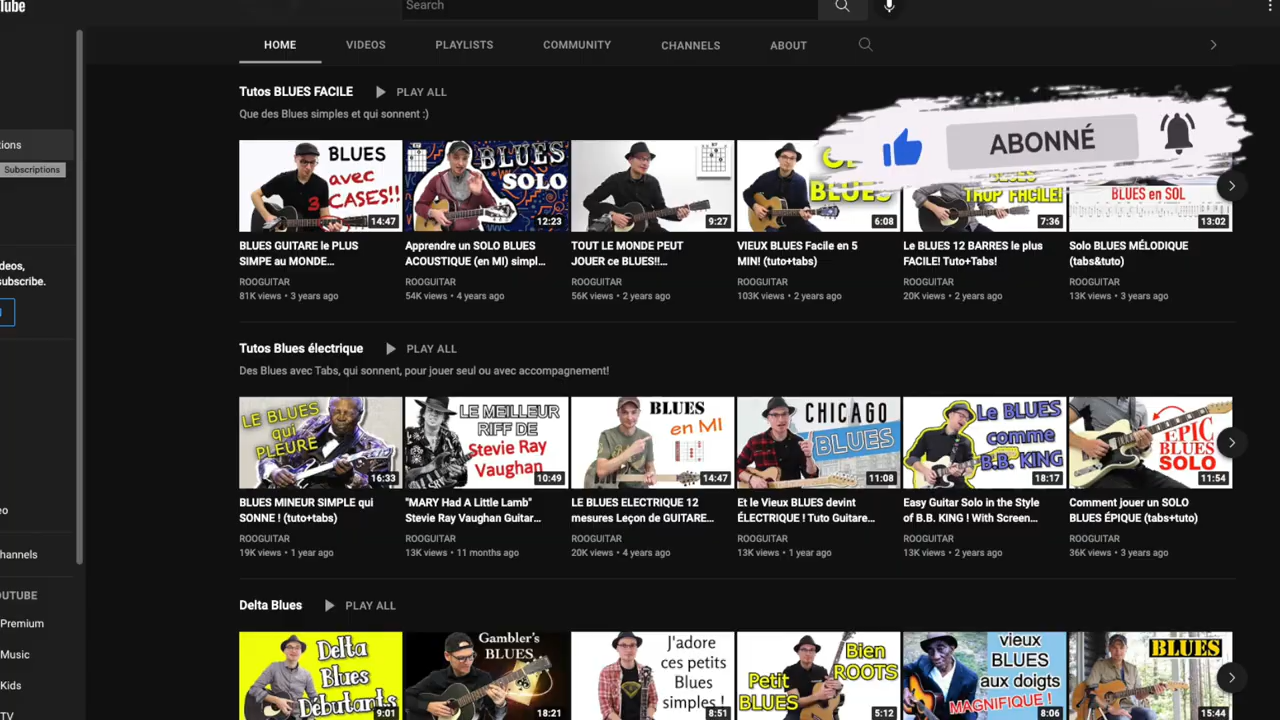 Tube
Search
HOME
VIDEOS
PLAYLISTS
COMMUNITY
CHANNELS
ABOUT
tions
Subscriptions
deos,
subscribe.
eo
hannels
OUTUBE
Premium
Music
Kids
TV
Tutos BLUES FACILE
PLAY ALL
Que des Blues simples et qui sonnent :)
ABONNÉ
BLUES
avec
3 CASES!!
14:47
BLUES
SOLO
12:23
9:27
BLUES
6:08
BLUES
TROP FACILE!
7:36
BLUES en SOL
13:02
BLUES GUITARE le PLUS
SIMPE au MONDE...
ROOGUITAR
81K views • 3 years ago
Apprendre un SOLO BLUES
ACOUSTIQUE (en MI) simpl...
ROOGUITAR
54K views • 4 years ago
TOUT LE MONDE PEUT
JOUER ce BLUES!!...
ROOGUITAR
56K views • 2 years ago
VIEUX BLUES Facile en 5
MIN! (tuto+tabs)
ROOGUITAR
103K views • 2 years ago
Le BLUES 12 BARRES le plus
FACILE! Tuto+Tabs!
ROOGUITAR
20K views • 2 years ago
Solo BLUES MÉLODIQUE
(tabs&tuto)
ROOGUITAR
13K views • 3 years ago
Tutos Blues électrique
PLAY ALL
Des Blues avec Tabs, qui sonnent, pour jouer seul ou avec accompagnement!
LE BLUES
qui
PLEURE
16:33
LE MEILLEUR
RIFF DE
Stevie Ray
Vaughan
10:49
BLUES
en MI
14:47
CHICAGO
BLUES
11:08
Le BLUES
comme
B.B. KING
18:17
EPIC
BLUES
SOLO
11:54
BLUES MINEUR SIMPLE qui
SONNE ! (tuto+tabs)
ROOGUITAR
19K views • 1 year ago
"MARY Had A Little Lamb"
Stevie Ray Vaughan Guitar...
ROOGUITAR
13K views • 11 months ago
LE BLUES ELECTRIQUE 12
mesures Leçon de GUITARE...
ROOGUITAR
20K views • 4 years ago
Et le Vieux BLUES devint
ÉLECTRIQUE ! Tuto Guitare...
ROOGUITAR
13K views • 1 year ago
Easy Guitar Solo in the Style
of B.B. KING ! With Screen...
ROOGUITAR
13K views • 2 years ago
Comment jouer un SOLO
BLUES ÉPIQUE (tabs+tuto)
ROOGUITAR
36K views • 3 years ago
Delta Blues
PLAY ALL
Delta
Blues
Débutants
9:01
Gambler's
BLUES
18:21
J'adore
ces petits
Blues
simples !
8:51
Bien
ROOTS
Petit
BLUES
5:12
vieux
BLUES
aux doigts
MAGNIFIQUE !
8:06
BLUES
15:44